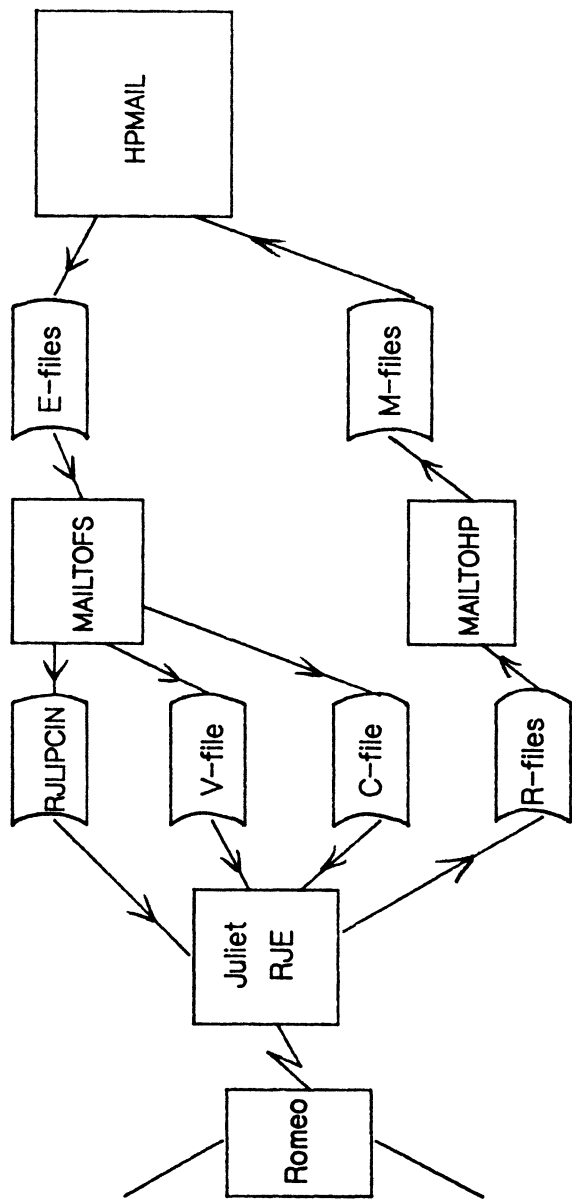 HPMAIL
E-files
M-files
MAILTOFS
MAILTOHP
RJLIPCIN
V-file
C-file
R-files
Juliet
RJE
Romeo